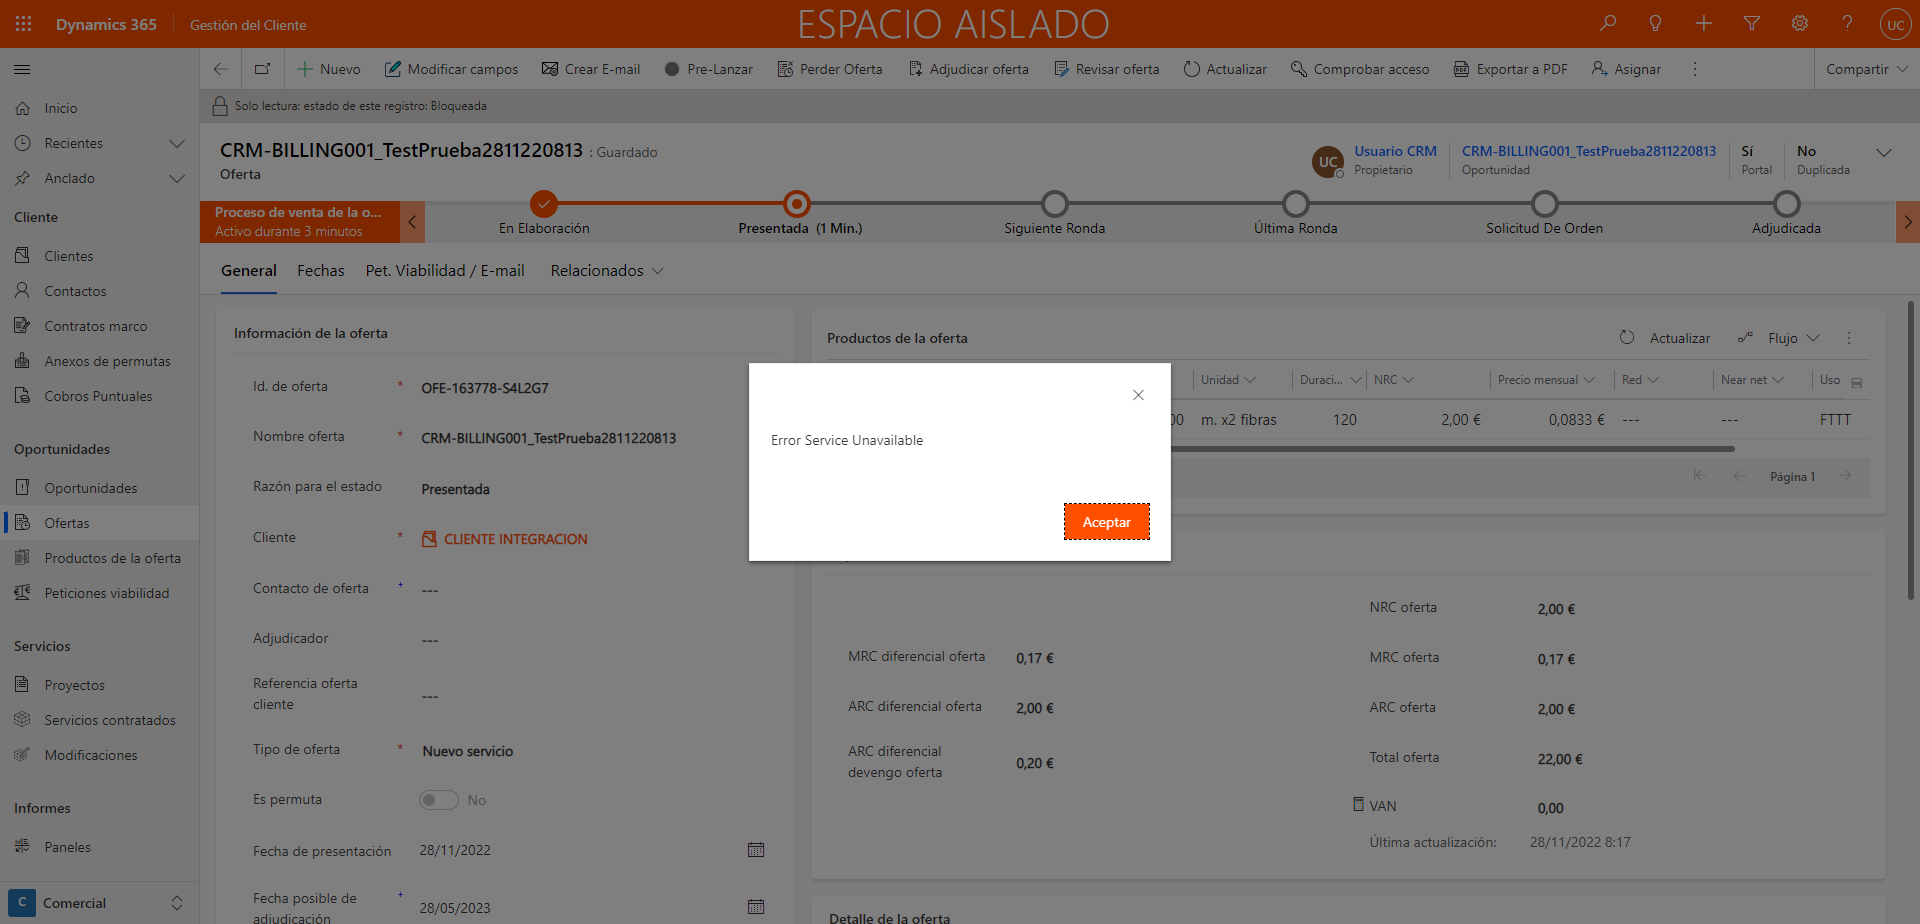 Dynamics 365
Gestión del Cliente
ESPACIO AISLADO
UC
Nuevo
Modificar campos
Crear E-mail
Pre-Lanzar
Perder Oferta
Adjudicar oferta
Revisar oferta
Actualizar
Comprobar acceso
Exportar a PDF
Asignar
Compartir
Solo lectura: estado de este registro: Bloqueada
Inicio
Recientes
Anclado
Cliente
Clientes
Contactos
Contratos marco
Anexos de permutas
Cobros Puntuales
Oportunidades
Oportunidades
Ofertas
Productos de la oferta
Peticiones viabilidad
Servicios
Proyectos
Servicios contratados
Modificaciones
Informes
Paneles
C Comercial
CRM-BILLING001_TestPrueba2811220813 : Guardado
Oferta
UC
Usuario CRM
Propietario
CRM-BILLING001_TestPrueba2811220813
Oportunidad
Sí
Portal
No
Duplicada
Proceso de venta de la o...
Activo durante 3 minutos
En Elaboración
Presentada (1 Min.)
Siguiente Ronda
Última Ronda
Solicitud De Orden
Adjudicada
General
Fechas
Pet. Viabilidad / E-mail
Relacionados
Información de la oferta
Id. de oferta * OFE-163778-S4L2G7
Nombre oferta * CRM-BILLING001_TestPrueba2811220813
Razón para el estado Presentada
Cliente * CLIENTE INTEGRACION
Contacto de oferta + ---
Adjudicador ---
Referencia oferta
cliente
---
Tipo de oferta * Nuevo servicio
Es permuta No
Fecha de presentación 28/11/2022
Fecha posible de
adjudicación
+ 28/05/2023
Productos de la oferta
Actualizar
Flujo
Unidad
Duraci...
NRC
Precio mensual
Red
Near net
Uso
00 m. x2 fibras 120 2,00 € 0,0833 € --- --- FTTT
Página 1
Error Service Unavailable
Aceptar
NRC oferta 2,00 €
MRC diferencial oferta 0,17 €
MRC oferta 0,17 €
ARC diferencial oferta 2,00 €
ARC oferta 2,00 €
ARC diferencial
devengo oferta
0,20 €
Total oferta 22,00 €
VAN 0,00
Última actualización: 28/11/2022 8:17
Detalle de la oferta